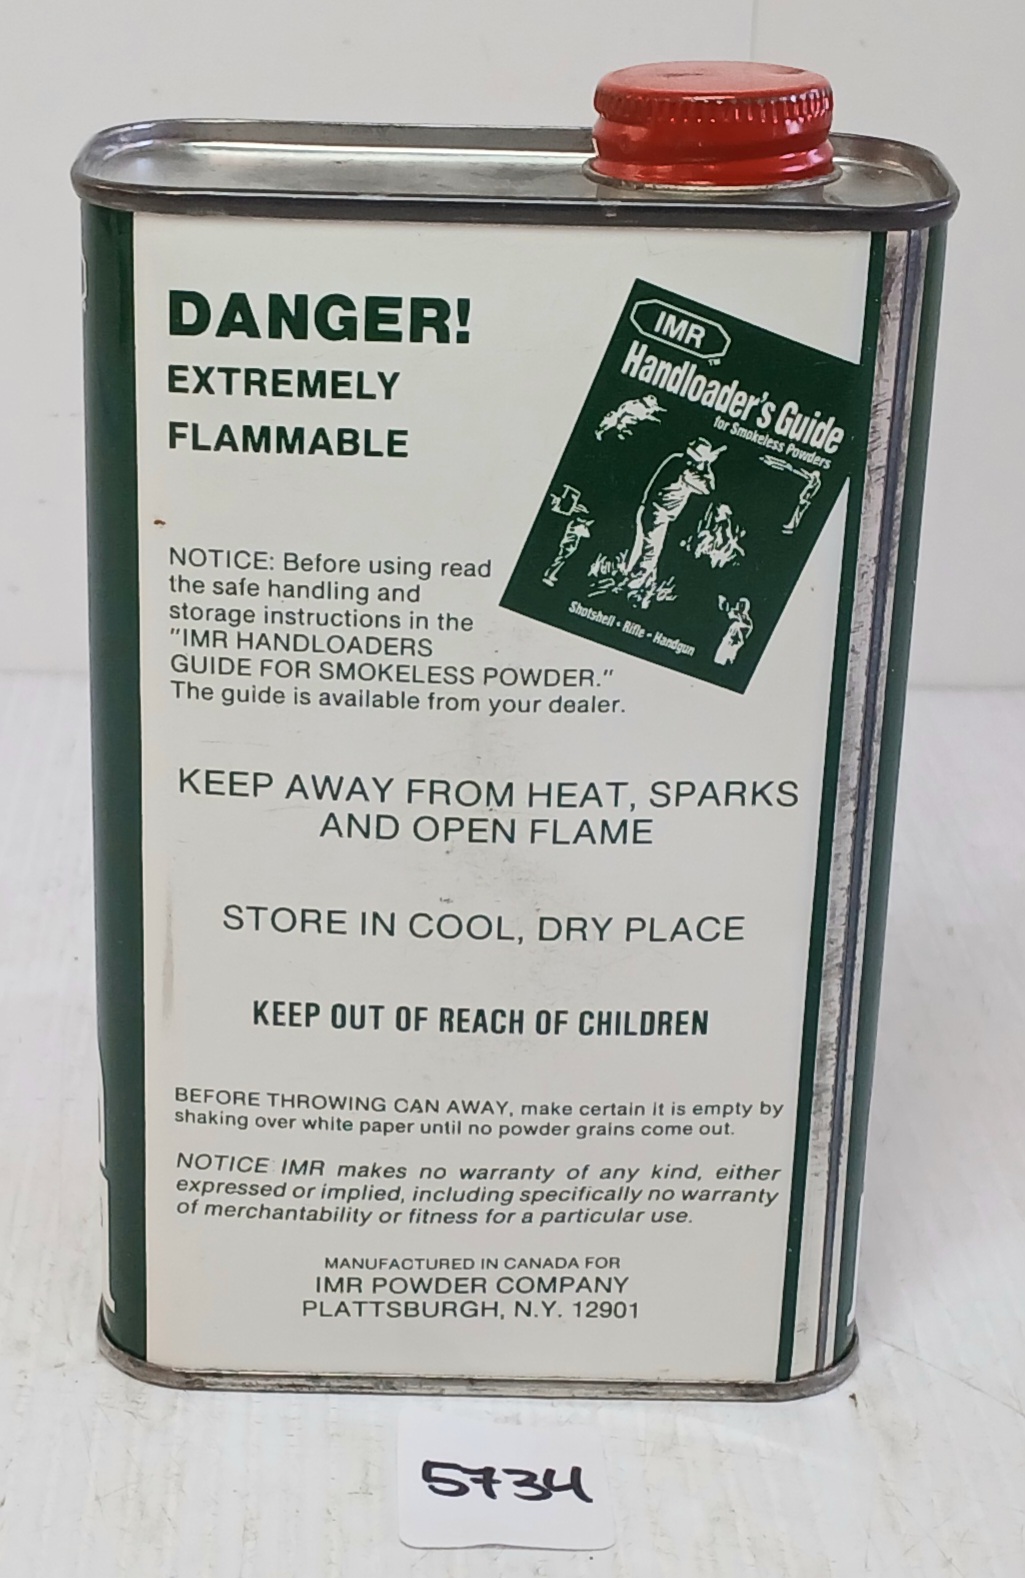 DANGER!
EXTREMELY
FLAMMABLE
IMR
™
Handloader's Guide
for Smokeless Powders
Shotshell • Rifle • Handgun
NOTICE: Before using read
the safe handling and
storage instructions in the
"IMR HANDLOADERS
GUIDE FOR SMOKELESS POWDER."
The guide is available from your dealer.
KEEP AWAY FROM HEAT, SPARKS
AND OPEN FLAME
STORE IN COOL, DRY PLACE
KEEP OUT OF REACH OF CHILDREN
BEFORE THROWING CAN AWAY, make certain it is empty by
shaking over white paper until no powder grains come out.
NOTICE: IMR makes no warranty of any kind, either
expressed or implied, including specifically no warranty
of merchantability or fitness for a particular use.
MANUFACTURED IN CANADA FOR
IMR POWDER COMPANY
PLATTSBURGH, N.Y. 12901
5734